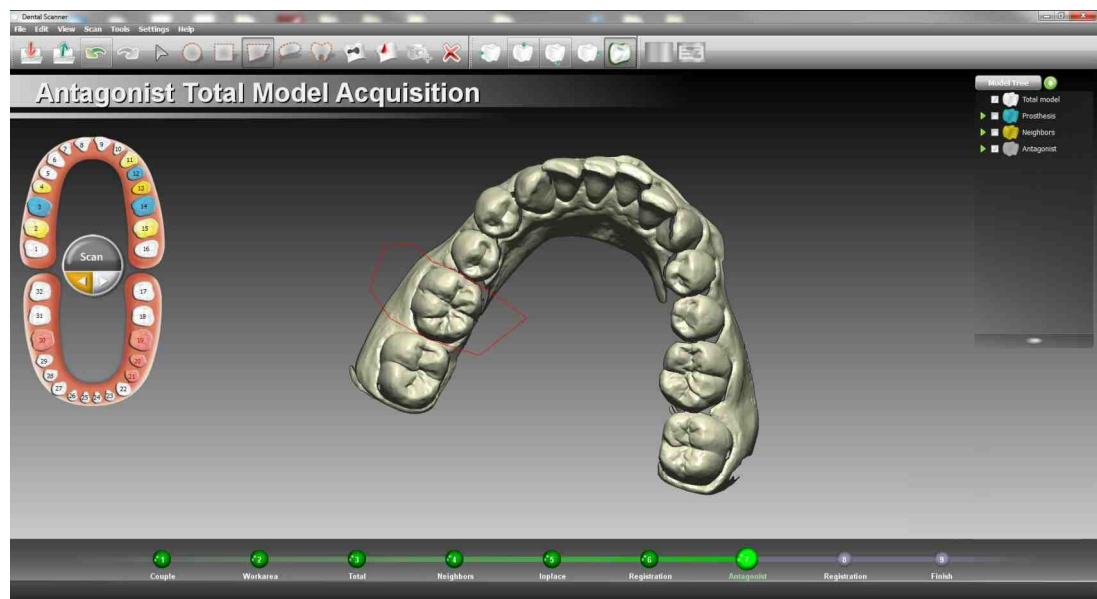 Dental Scanner
File Edit View Scan Tools Settings Help
Antagonist Total Model Acquisition
Model Tree
Total model
Prosthesis
Neighbors
Antagonist
7 8 9 10
6 11
5 12
4 13
3 14
2 15
1 16
Scan
32 17
31 18
30 19
29 20
28 21
27 26 25 24 23 22
1 2 3 4 5 6 7 8 9
Couple Workarea Total Neighbors Inplace Registration Antagonist Registration Finish